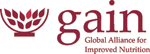 gain
Global Alliance for
Improved Nutrition